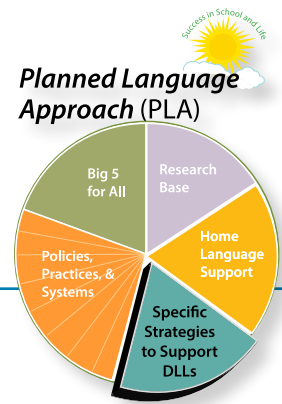 Success in School and Life
Planned Language
Approach (PLA)
Big 5
for All
Research
Base
Home
Language
Support
Policies,
Practices, &
Systems
Specific
Strategies
to Support
DLLs